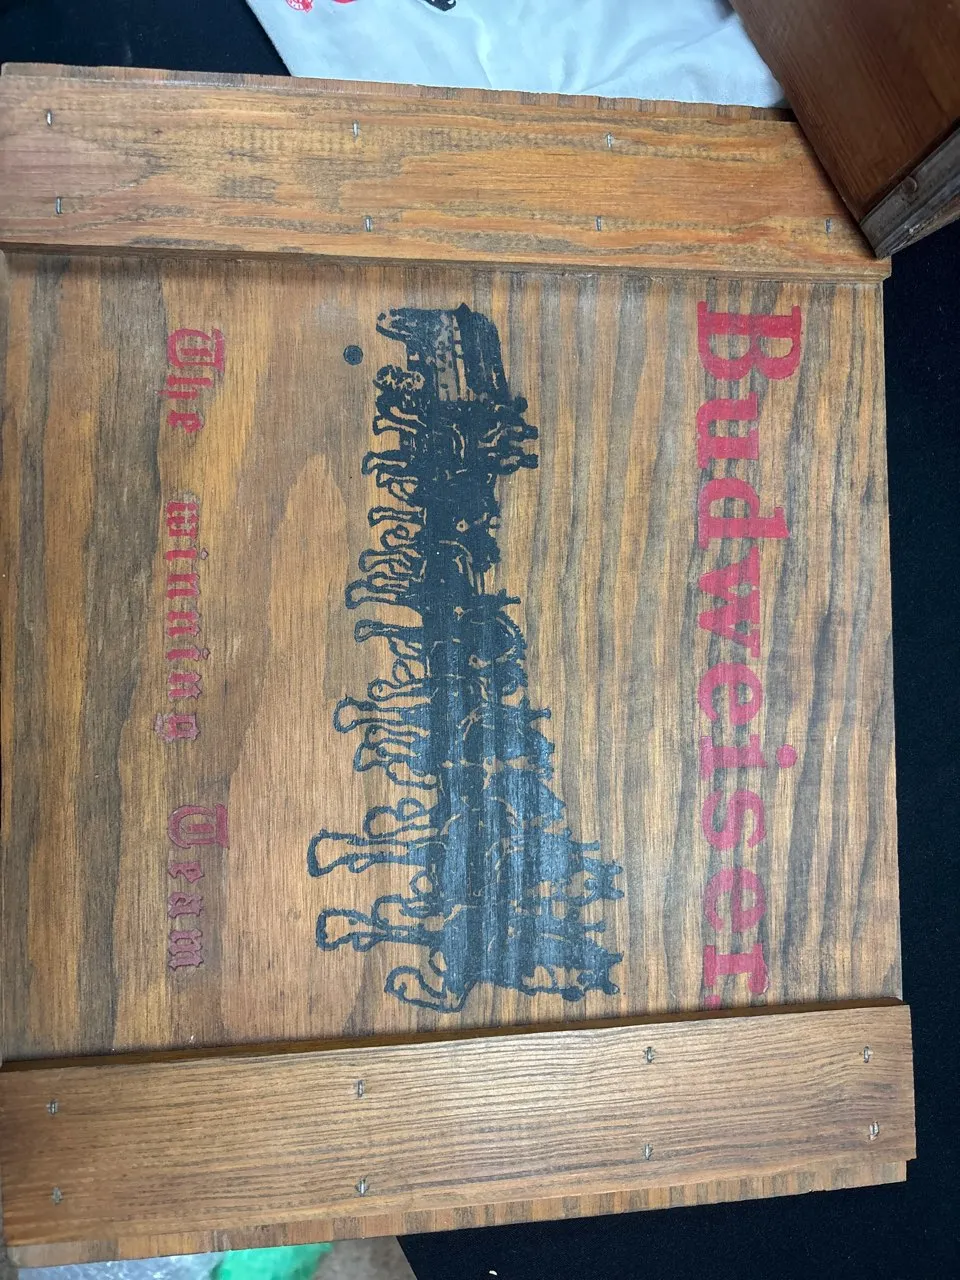 Budweiser.
The winning Team